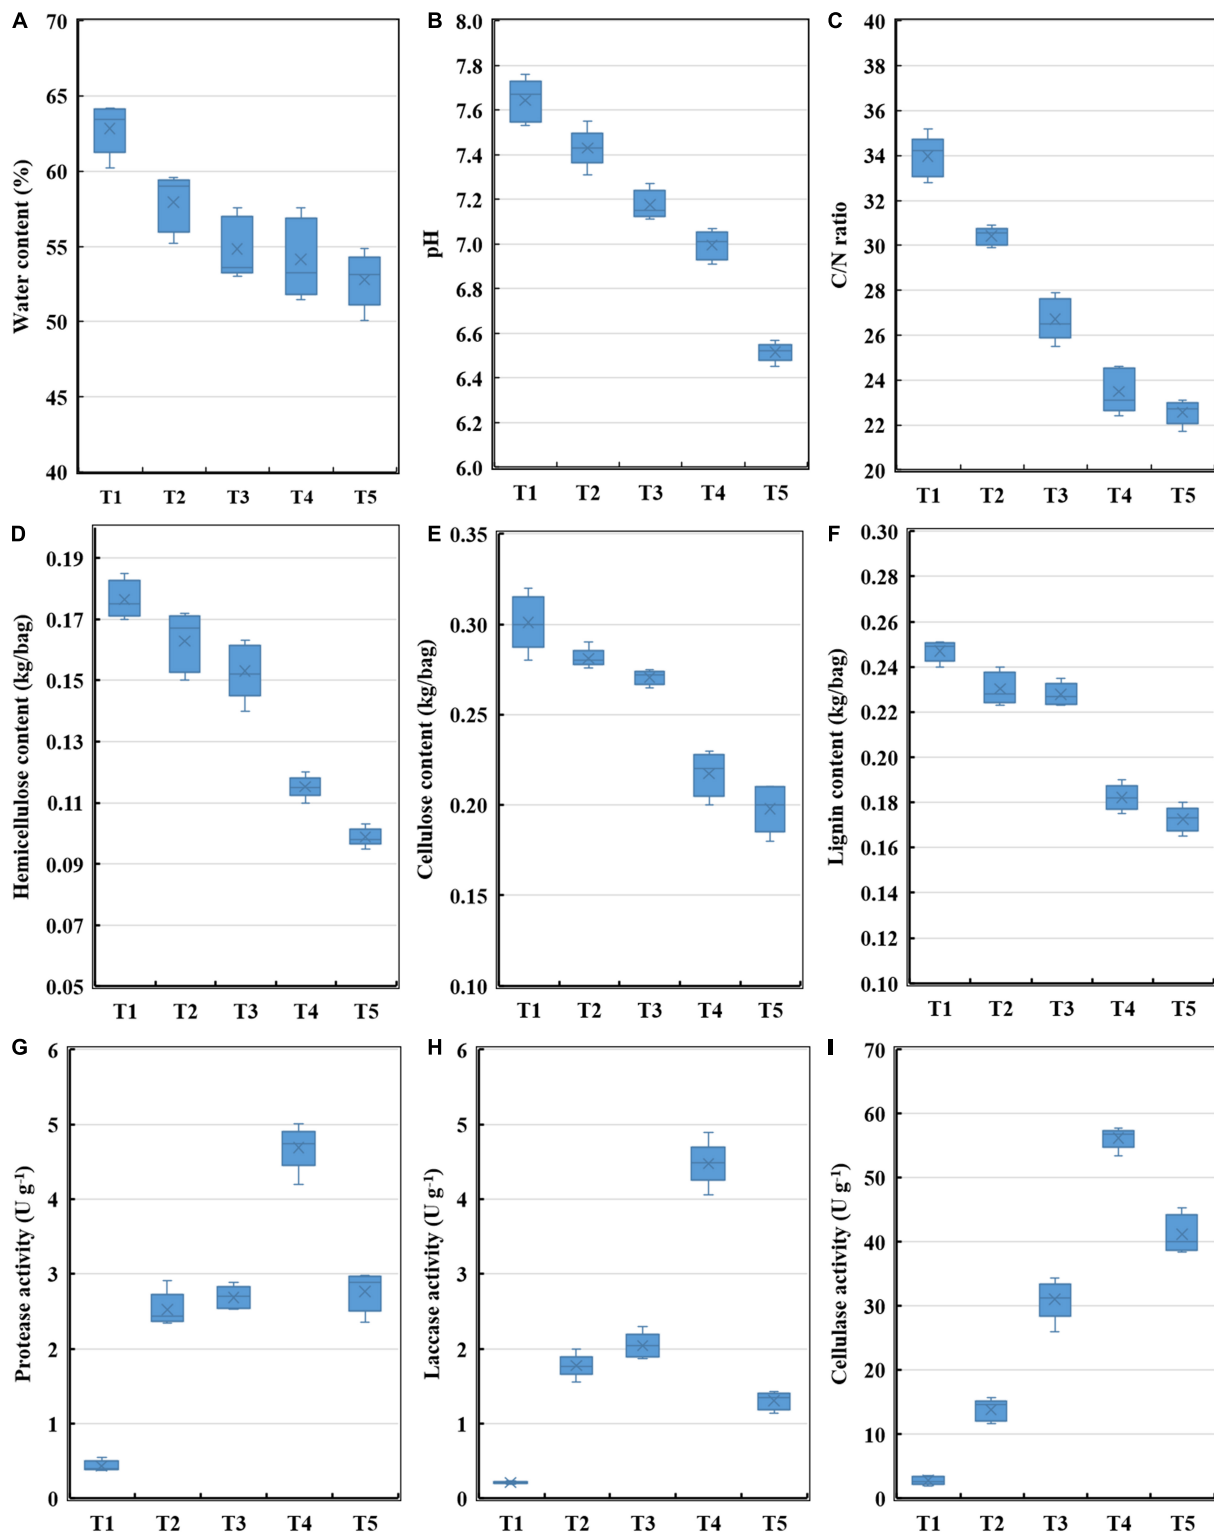 A
70
65
60
55
50
45
40
Water content (%)
T1 T2 T3 T4 T5
B
8.0
7.8
7.6
7.4
7.2
7.0
6.8
6.6
6.4
6.2
6.0
pH
T1 T2 T3 T4 T5
C
40
38
36
34
32
30
28
26
24
22
20
C/N ratio
T1 T2 T3 T4 T5
D
0.19
0.17
0.15
0.13
0.11
0.09
0.07
0.05
Hemicellulose content (kg/bag)
T1 T2 T3 T4 T5
E
0.35
0.30
0.25
0.20
0.15
0.10
Cellulose content (kg/bag)
T1 T2 T3 T4 T5
F
0.30
0.28
0.26
0.24
0.22
0.20
0.18
0.16
0.14
0.12
0.10
Lignin content (kg/bag)
T1 T2 T3 T4 T5
G
6
5
4
3
2
1
0
Protease activity (U g⁻¹)
T1 T2 T3 T4 T5
H
6
5
4
3
2
1
0
Laccase activity (U g⁻¹)
T1 T2 T3 T4 T5
I
70
60
50
40
30
20
10
0
Cellulase activity (U g⁻¹)
T1 T2 T3 T4 T5